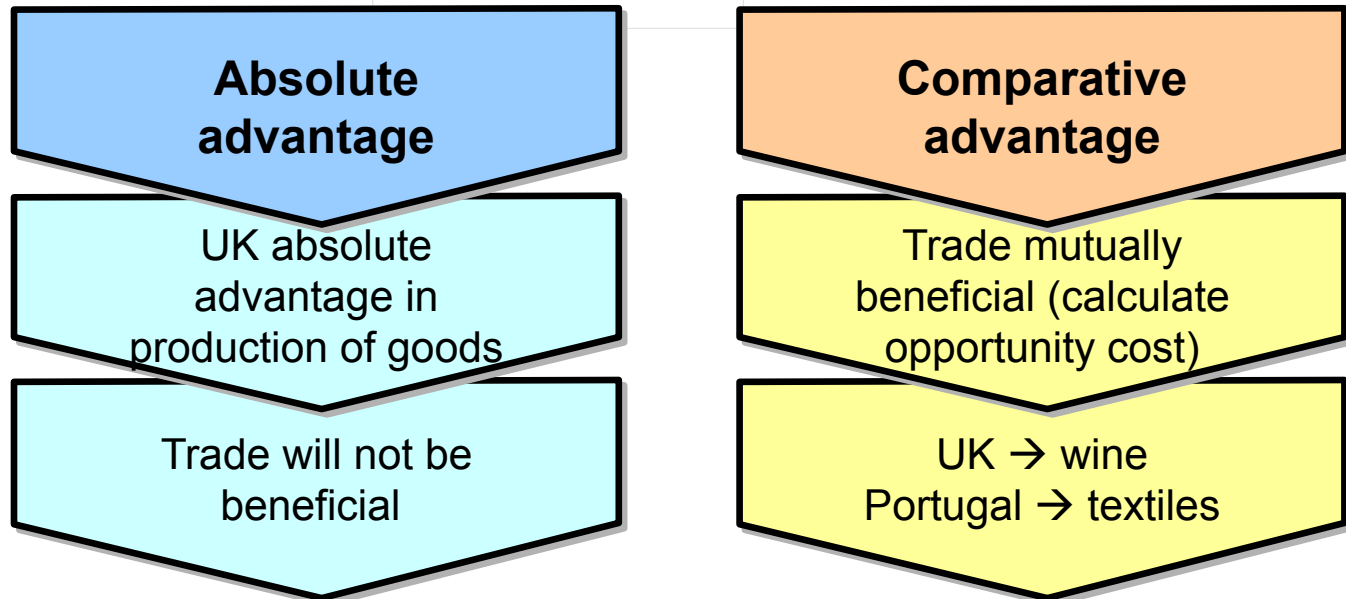 Absolute
advantage
UK absolute
advantage in
production of goods
Trade will not be
beneficial
Comparative
advantage
Trade mutually
beneficial (calculate
opportunity cost)
UK → wine
Portugal → textiles